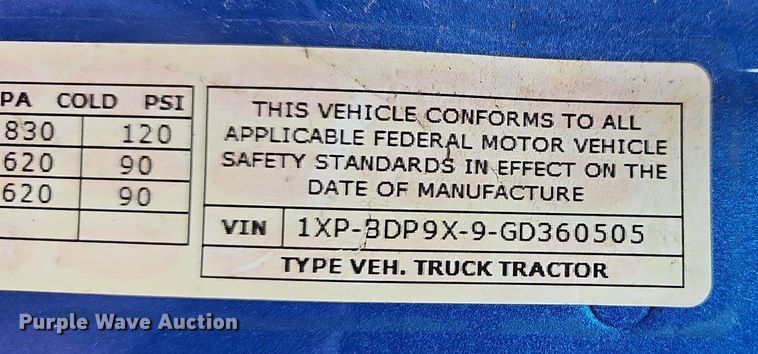 PA COLD PSI
830 120
620 90
620 90
THIS VEHICLE CONFORMS TO ALL
APPLICABLE FEDERAL MOTOR VEHICLE
SAFETY STANDARDS IN EFFECT ON THE
DATE OF MANUFACTURE
VIN 1XP-BDP9X-9-GD360505
TYPE VEH. TRUCK TRACTOR
Purple Wave Auction